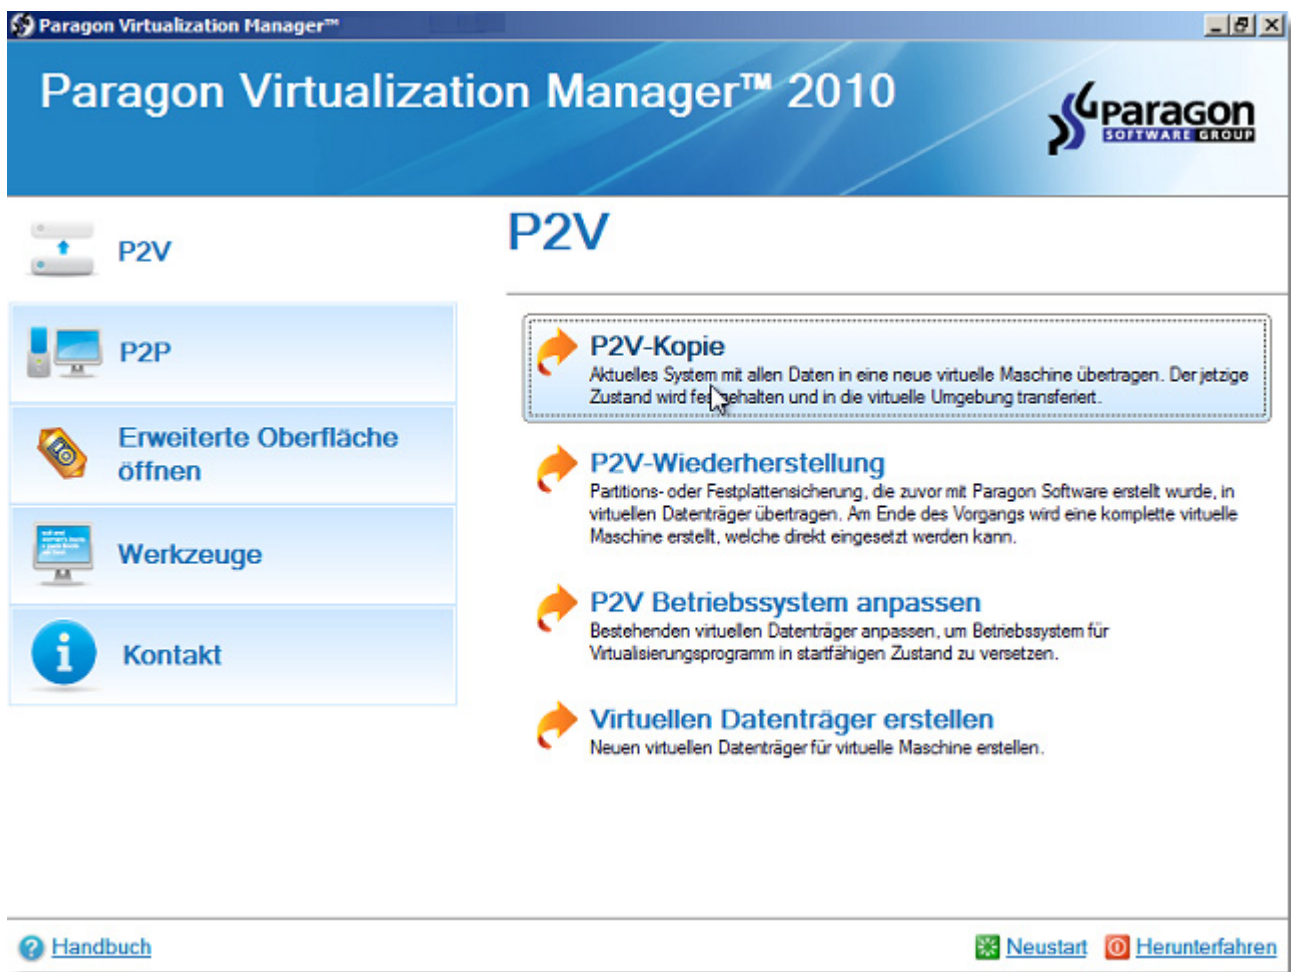 Paragon Virtualization Manager™
Paragon Virtualization Manager™ 2010
Paragon
SOFTWARE GROUP
P2V
P2P
Erweiterte Oberfläche
öffnen
Werkzeuge
Kontakt
P2V
P2V-Kopie
Aktuelles System mit allen Daten in eine neue virtuelle Maschine übertragen. Der jetzige
Zustand wird festgehalten und in die virtuelle Umgebung transferiert.
P2V-Wiederherstellung
Partitions- oder Festplattensicherung, die zuvor mit Paragon Software erstellt wurde, in
virtuellen Datenträger übertragen. Am Ende des Vorgangs wird eine komplette virtuelle
Maschine erstellt, welche direkt eingesetzt werden kann.
P2V Betriebssystem anpassen
Bestehenden virtuellen Datenträger anpassen, um Betriebssystem für
Virtualisierungsprogramm in startfähigen Zustand zu versetzen.
Virtuellen Datenträger erstellen
Neuen virtuellen Datenträger für virtuelle Maschine erstellen.
Handbuch
Neustart
Herunterfahren